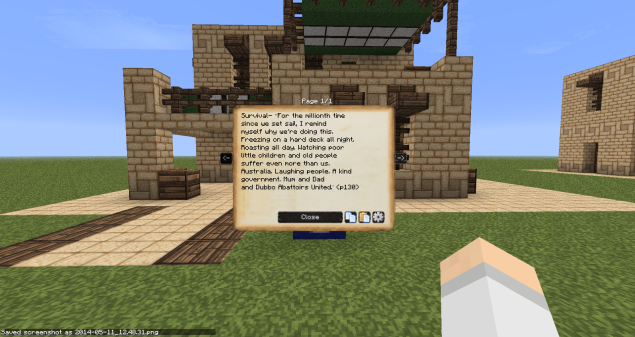 Page 1/1
Survival- 'For the millionth time
since we set sail, I remind
myself why we're doing this.
Freezing on a hard deck all night.
Roasting all day. Watching poor
little children and old people
suffer even more than us.
Australia. Laughing people. A kind
government. Mum and Dad
and Dubbo Abattoirs United.' (p130)
Close
Saved screenshot as 2014-05-11_12.48.31.png